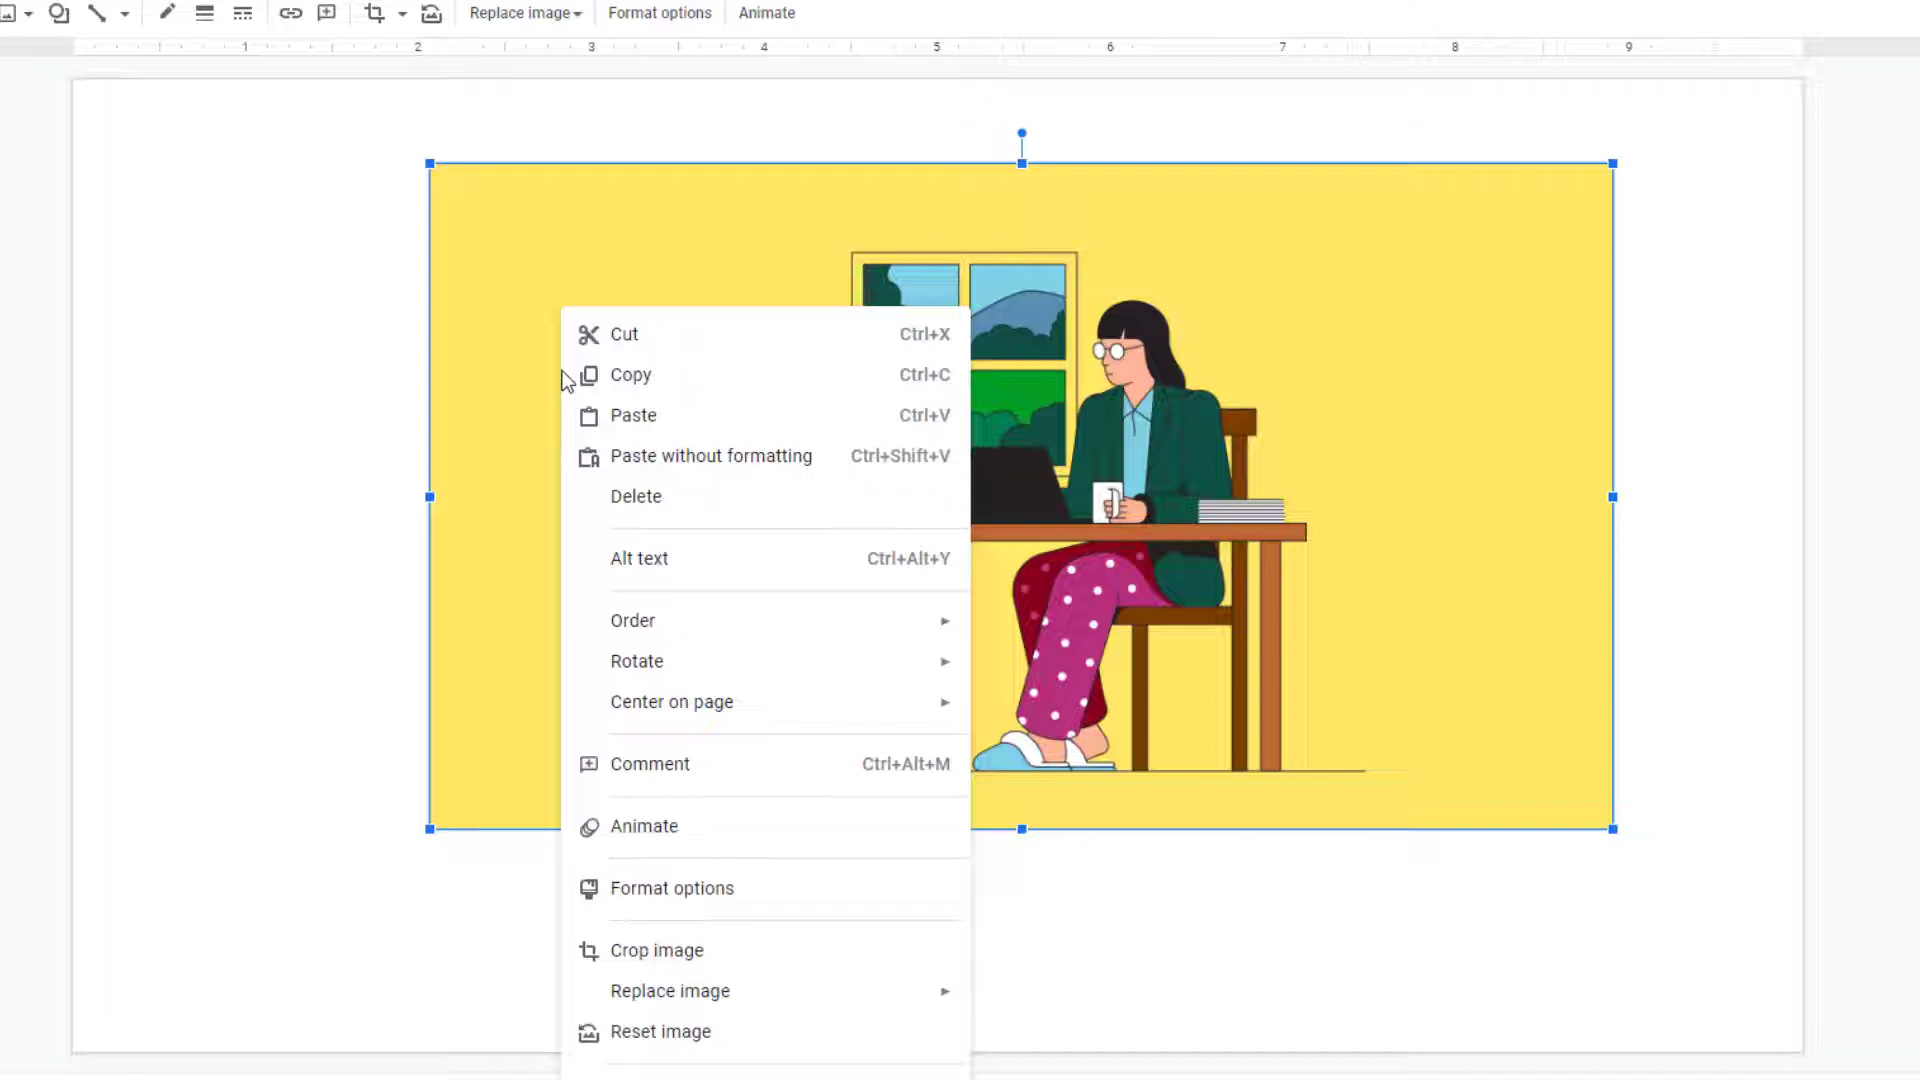 Replace image Format options Animate
1 2 3 4 5 6 7 8 9
Cut Ctrl+X
Copy Ctrl+C
Paste Ctrl+V
Paste without formatting Ctrl+Shift+V
Delete
Alt text Ctrl+Alt+Y
Order
Rotate
Center on page
Comment Ctrl+Alt+M
Animate
Format options
Crop image
Replace image
Reset image